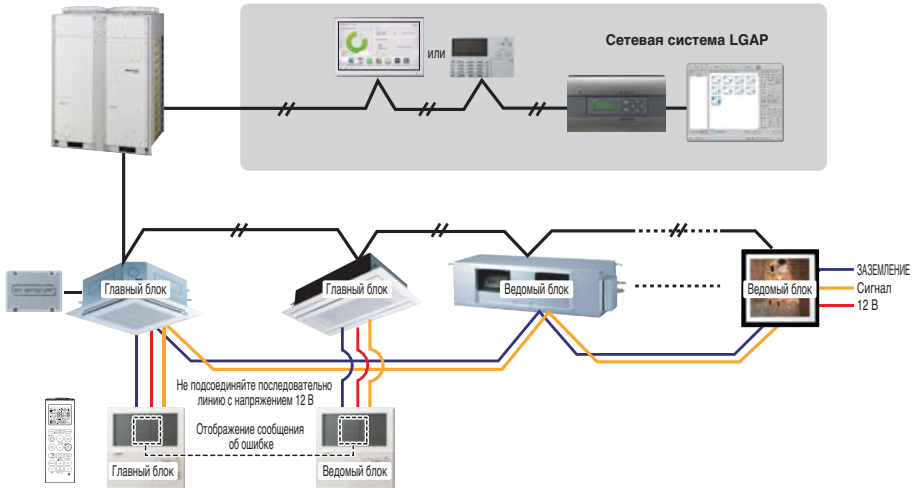 или
Сетевая система LGAP
Главный блок
Главный блок
Ведомый блок
Ведомый блок
ЗАЗЕМЛЕНИЕ
Сигнал
12 В
Не подсоединяйте последовательно
линию с напряжением 12 В
Отображение сообщения
об ошибке
Главный блок
Ведомый блок